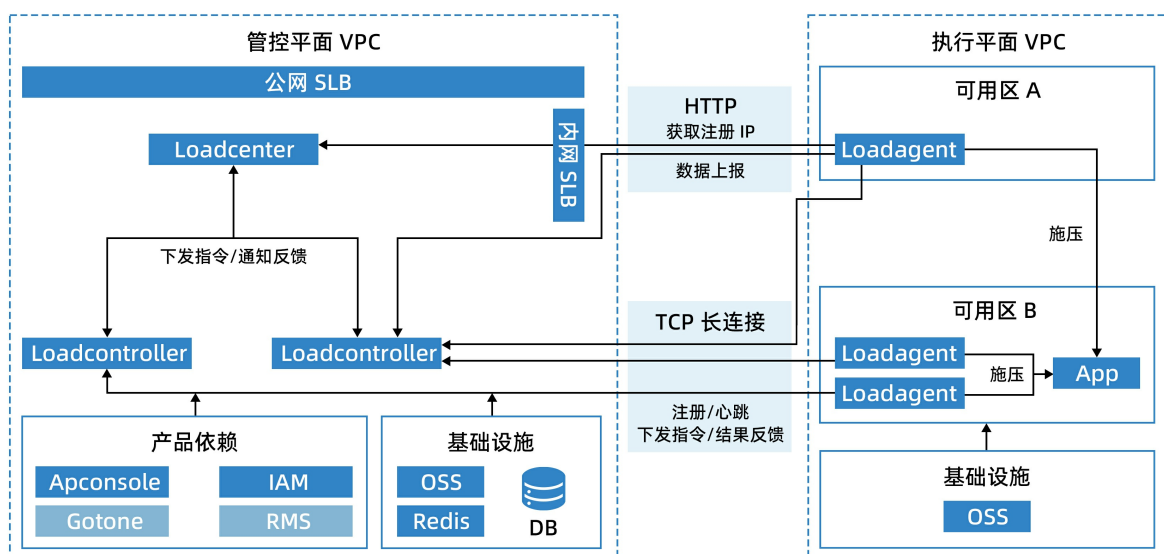 管控平面 VPC
公网 SLB
内网 SLB
Loadcenter
下发指令/通知反馈
Loadcontroller
Loadcontroller
产品依赖
Apconsole
IAM
Gotone
RMS
基础设施
OSS
Redis
DB
HTTP
获取注册 IP
数据上报
TCP 长连接
注册/心跳
下发指令/结果反馈
执行平面 VPC
可用区 A
Loadagent
施压
可用区 B
Loadagent
Loadagent
施压
App
基础设施
OSS